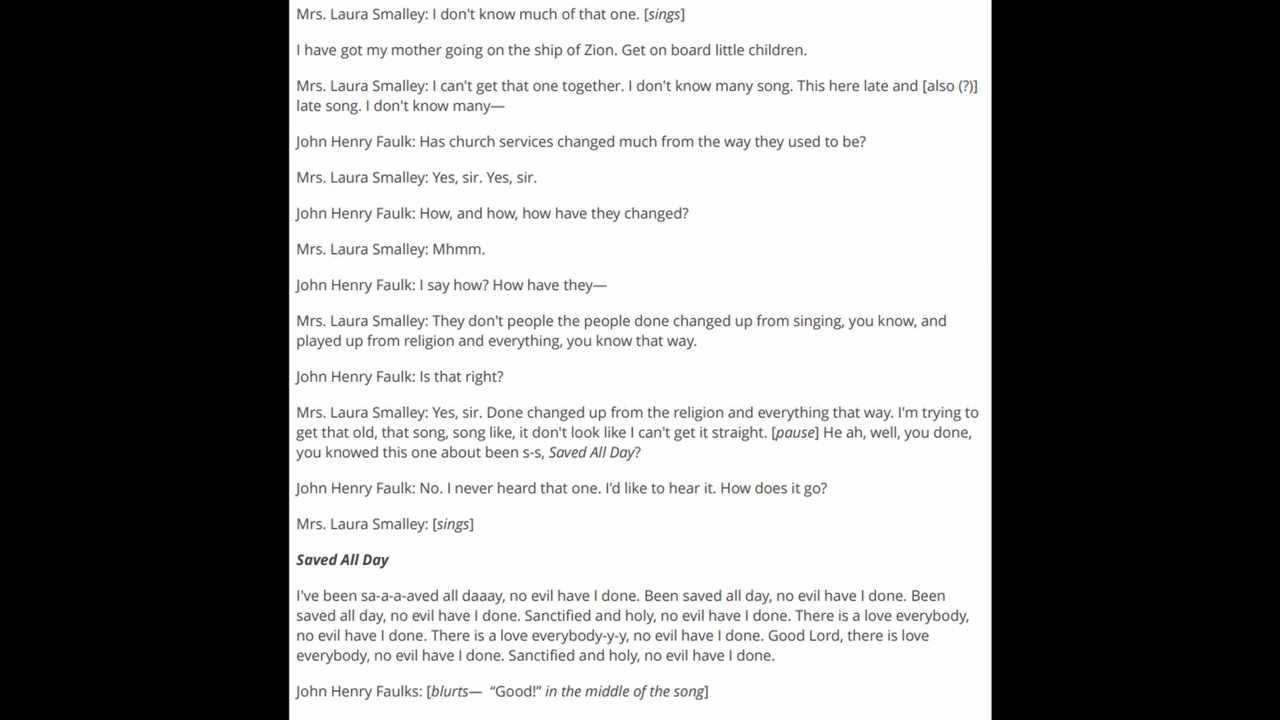 Mrs. Laura Smalley: I don't know much of that one. [sings]
I have got my mother going on the ship of Zion. Get on board little children.
Mrs. Laura Smalley: I can't get that one together. I don't know many song. This here late and [also (?)]
late song. I don't know many—
John Henry Faulk: Has church services changed much from the way they used to be?
Mrs. Laura Smalley: Yes, sir. Yes, sir.
John Henry Faulk: How, and how, how have they changed?
Mrs. Laura Smalley: Mhmm.
John Henry Faulk: I say how? How have they—
Mrs. Laura Smalley: They don't people the people done changed up from singing, you know, and
played up from religion and everything, you know that way.
John Henry Faulk: Is that right?
Mrs. Laura Smalley: Yes, sir. Done changed up from the religion and everything that way. I'm trying to
get that old, that song, song like, it don't look like I can't get it straight. [pause] He ah, well, you done,
you knowed this one about been s-s, Saved All Day?
John Henry Faulk: No. I never heard that one. I'd like to hear it. How does it go?
Mrs. Laura Smalley: [sings]
Saved All Day
I've been sa-a-a-aved all daaay, no evil have I done. Been saved all day, no evil have I done. Been
saved all day, no evil have I done. Sanctified and holy, no evil have I done. There is a love everybody,
no evil have I done. There is a love everybody-y-y, no evil have I done. Good Lord, there is love
everybody, no evil have I done. Sanctified and holy, no evil have I done.
John Henry Faulks: [blurts— “Good!” in the middle of the song]